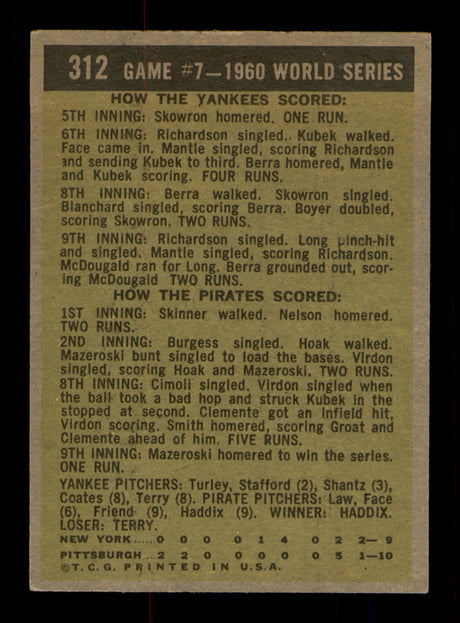 312 GAME #7—1960 WORLD SERIES
HOW THE YANKEES SCORED:
5TH INNING: Skowron homered. ONE RUN.
6TH INNING: Richardson singled. Kubek walked.
Face came in. Mantle singled, scoring Richardson
and sending Kubek to third. Berra homered, Mantle
and Kubek scoring. FOUR RUNS.
8TH INNING: Berra walked. Skowron singled.
Blanchard singled, scoring Berra. Boyer doubled,
scoring Skowron. TWO RUNS.
9TH INNING: Richardson singled. Long pinch-hit
and singled. Mantle singled, scoring Richardson.
McDougald ran for Long. Berra grounded out, scor-
ing McDougald TWO RUNS.
HOW THE PIRATES SCORED:
1ST INNING: Skinner walked. Nelson homered.
TWO RUNS.
2ND INNING: Burgess singled. Hoak walked.
Mazeroski bunt singled to load the bases. Virdon
singled, scoring Hoak and Mazeroski. TWO RUNS.
8TH INNING: Cimoli singled. Virdon singled when
the ball took a bad hop and struck Kubek in the
stopped at second. Clemente got an infield hit,
Virdon scoring. Smith homered, scoring Groat and
Clemente ahead of him. FIVE RUNS.
9TH INNING: Mazeroski homered to win the series.
ONE RUN.
YANKEE PITCHERS: Turley, Stafford (2), Shantz (3),
Coates (8), Terry (8). PIRATE PITCHERS: Law, Face
(6), Friend (9), Haddix (9). WINNER: HADDIX.
LOSER: TERRY.
NEW YORK ..... 0 0 0 0 1 4 0 2 2— 9
PITTSBURGH .. 2 2 0 0 0 0 0 5 1—10
©T.C.G. PRINTED IN U.S.A.